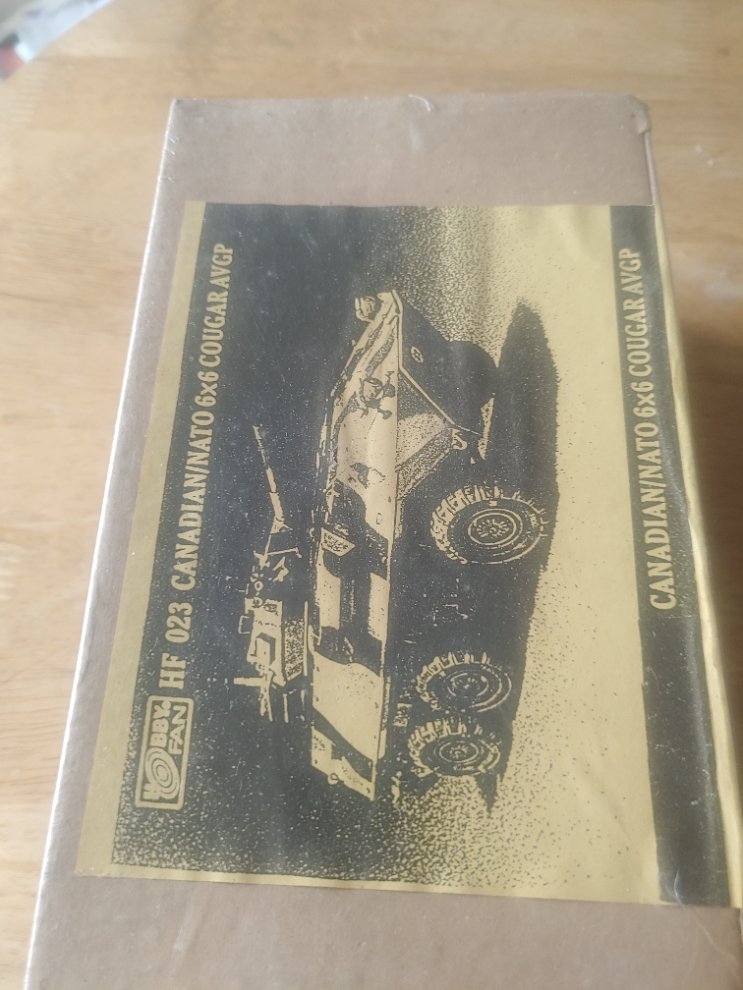 HOBBY FAN
HF 023 CANADIAN/NATO 6x6 COUGAR AVGP
CANADIAN/NATO 6x6 COUGAR AVGP